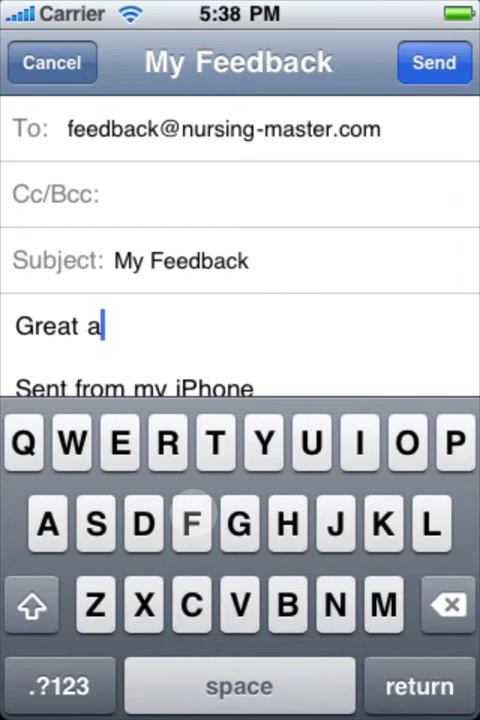 Carrier 5:38 PM
Cancel My Feedback Send
To: feedback@nursing-master.com
Cc/Bcc:
Subject: My Feedback
Great a
Sent from my iPhone
Q W E R T Y U I O P
A S D F G H J K L
Z X C V B N M
.?123 space return